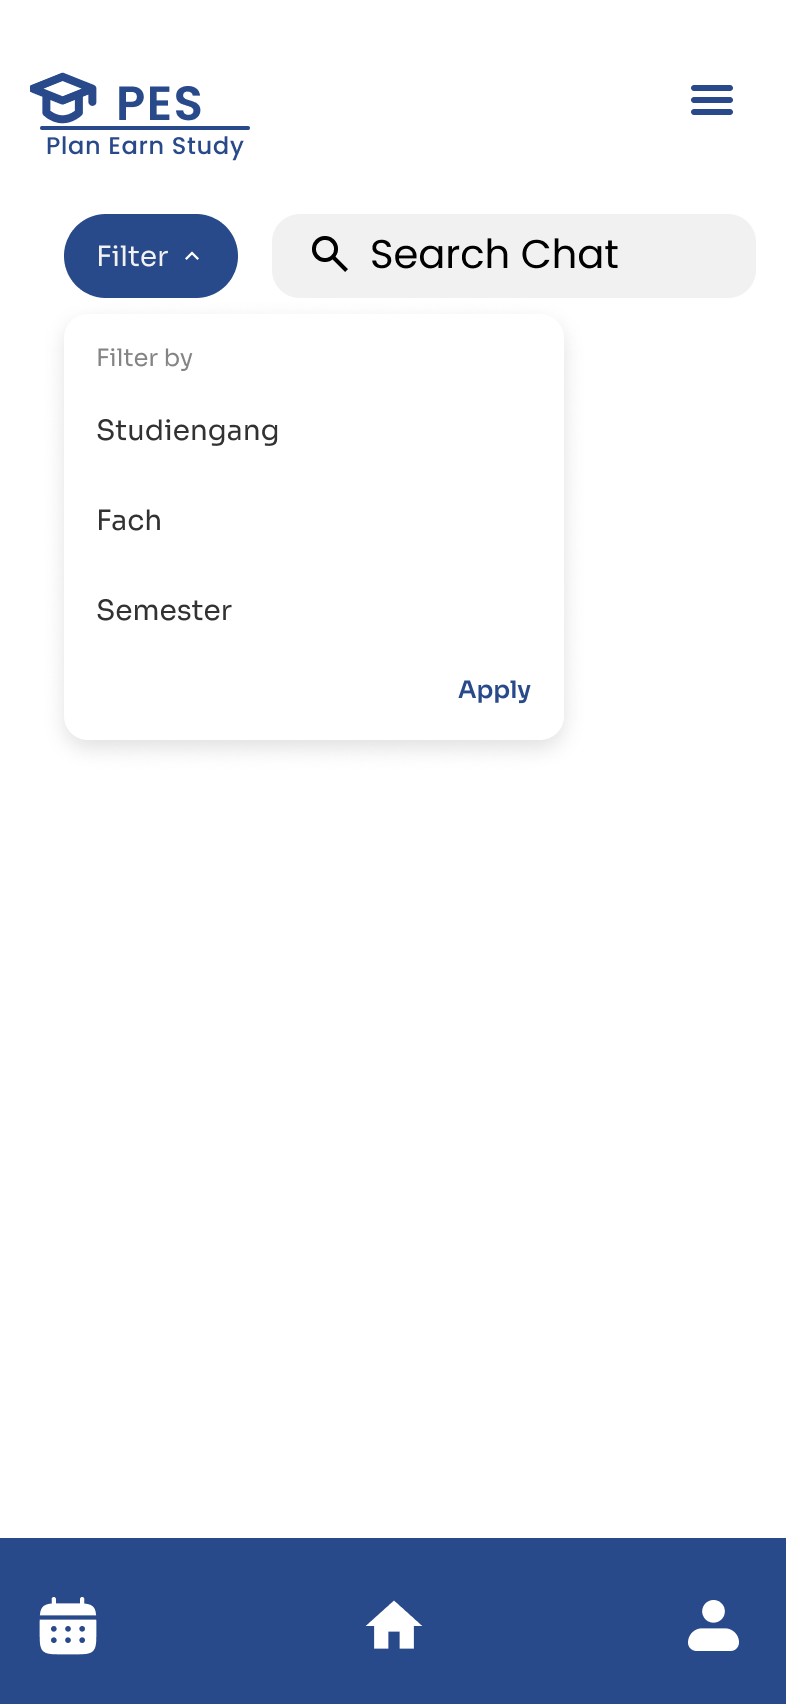 PES
Plan Earn Study
Filter
Search Chat
Filter by
Studiengang
Fach
Semester
Apply